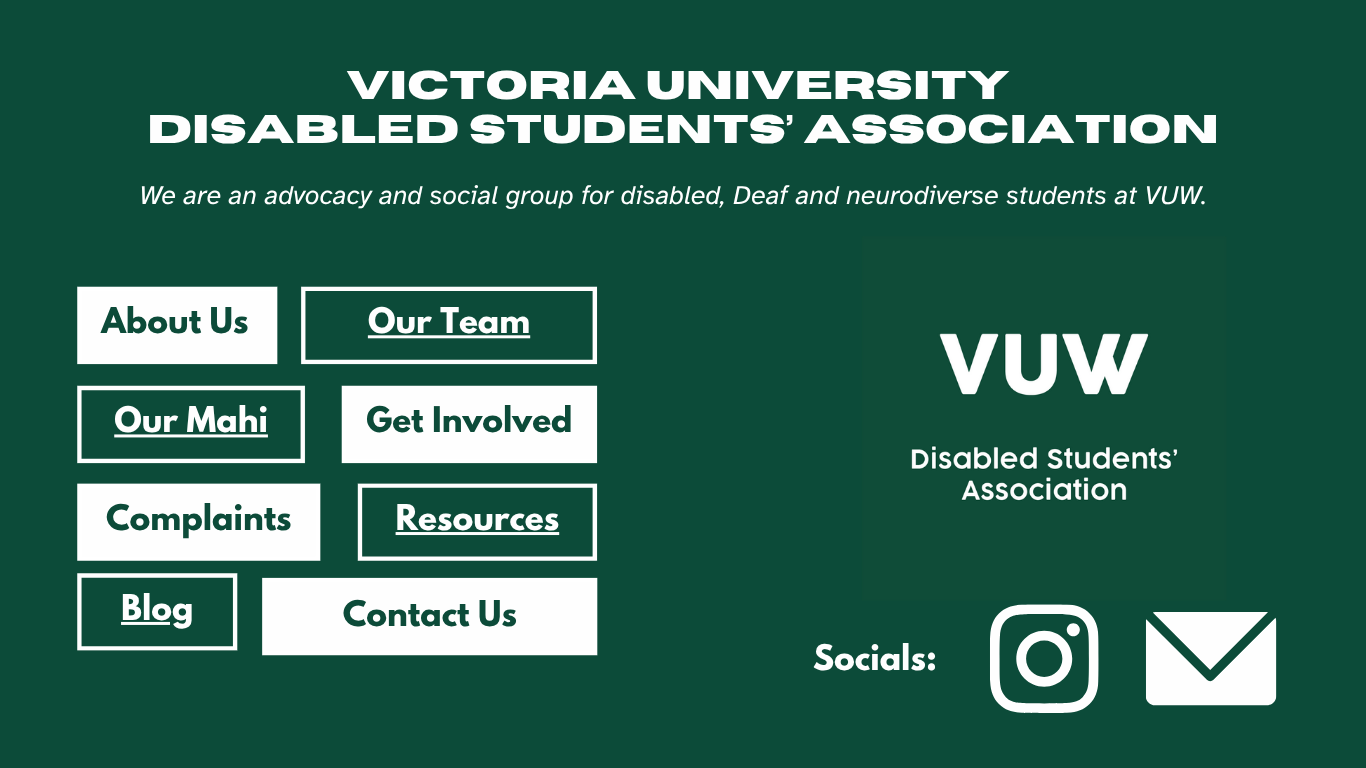 VICTORIA UNIVERSITY
DISABLED STUDENTS’ ASSOCIATION
We are an advocacy and social group for disabled, Deaf and neurodiverse students at VUW.
About Us
Our Team
Our Mahi
Get Involved
Complaints
Resources
Blog
Contact Us
VUW
Disabled Students’
Association
Socials: